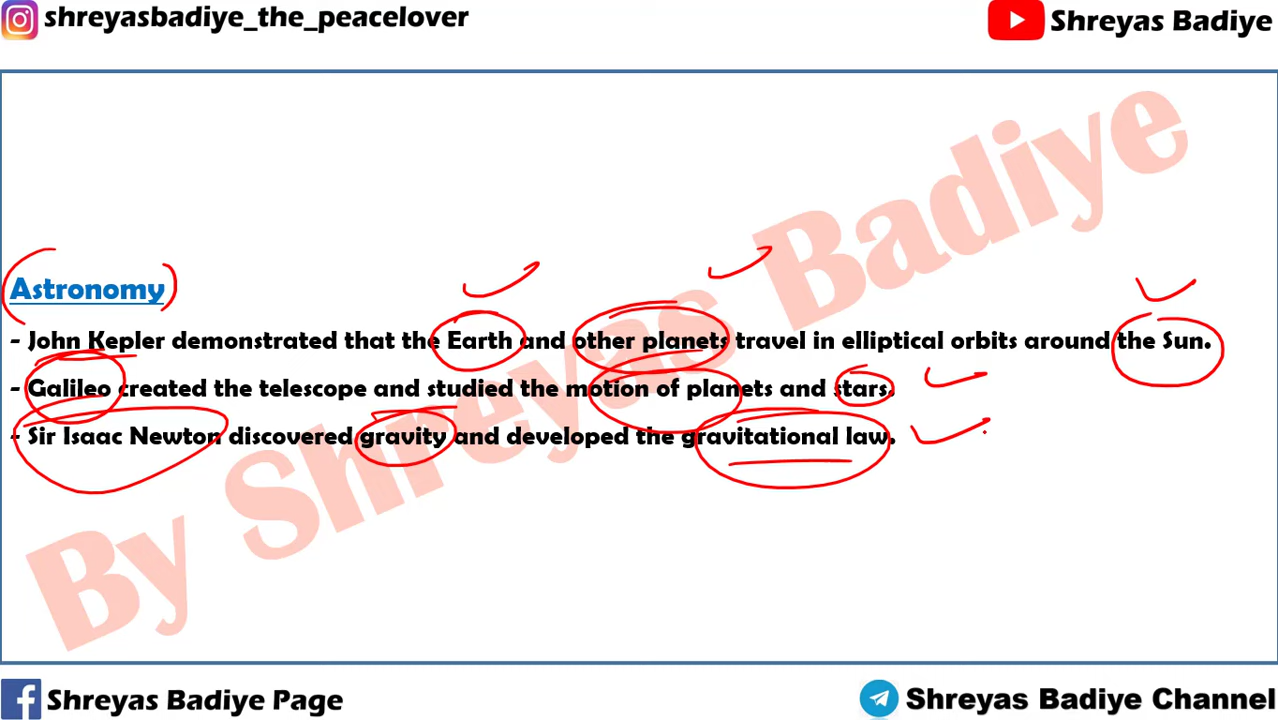 shreyasbadiye_the_peacelover
Shreyas Badiye
By Shreyas Badiye
Astronomy
- John Kepler demonstrated that the Earth and other planets travel in elliptical orbits around the Sun.
- Galileo created the telescope and studied the motion of planets and stars.
- Sir Isaac Newton discovered gravity and developed the gravitational law.
Shreyas Badiye Page
Shreyas Badiye Channel